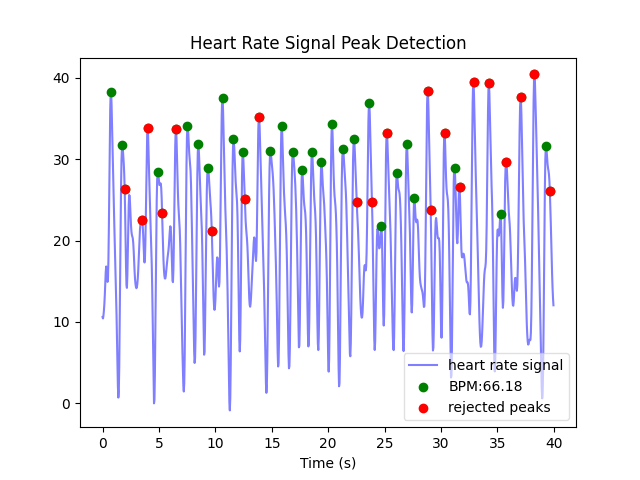 Heart Rate Signal Peak Detection
40
30
20
10
0
heart rate signal
BPM:66.18
rejected peaks
0 5 10 15 20 25 30 35 40
Time (s)